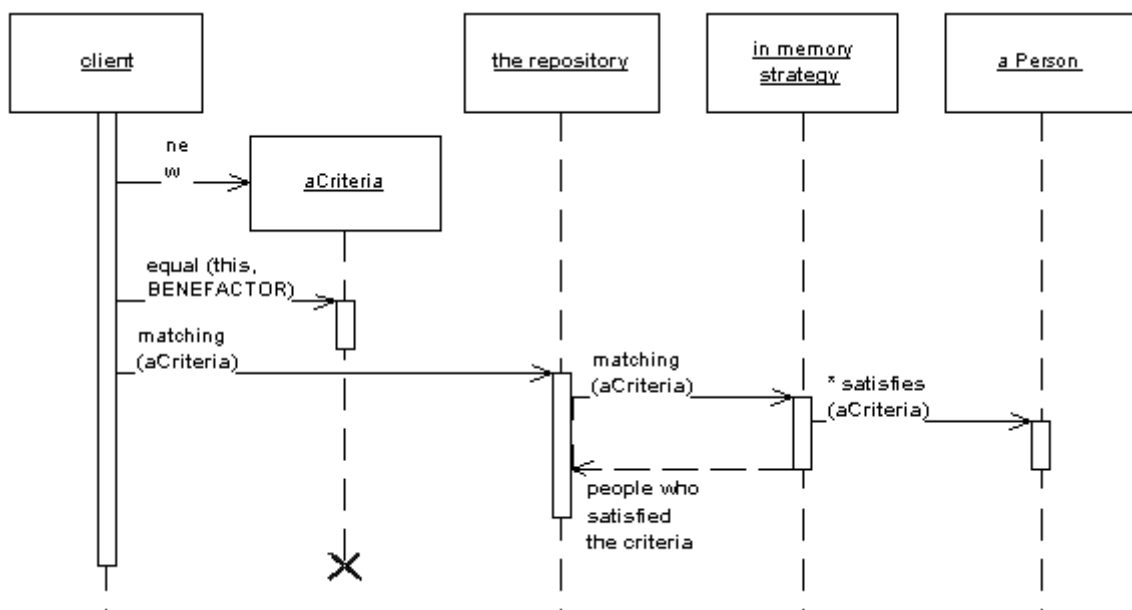 client
the repository
in memory
strategy
a Person
ne
w
aCriteria
equal (this,
BENEFACTOR)
matching
(aCriteria)
matching
(aCriteria)
* satisfies
(aCriteria)
people who
satisfied
the criteria